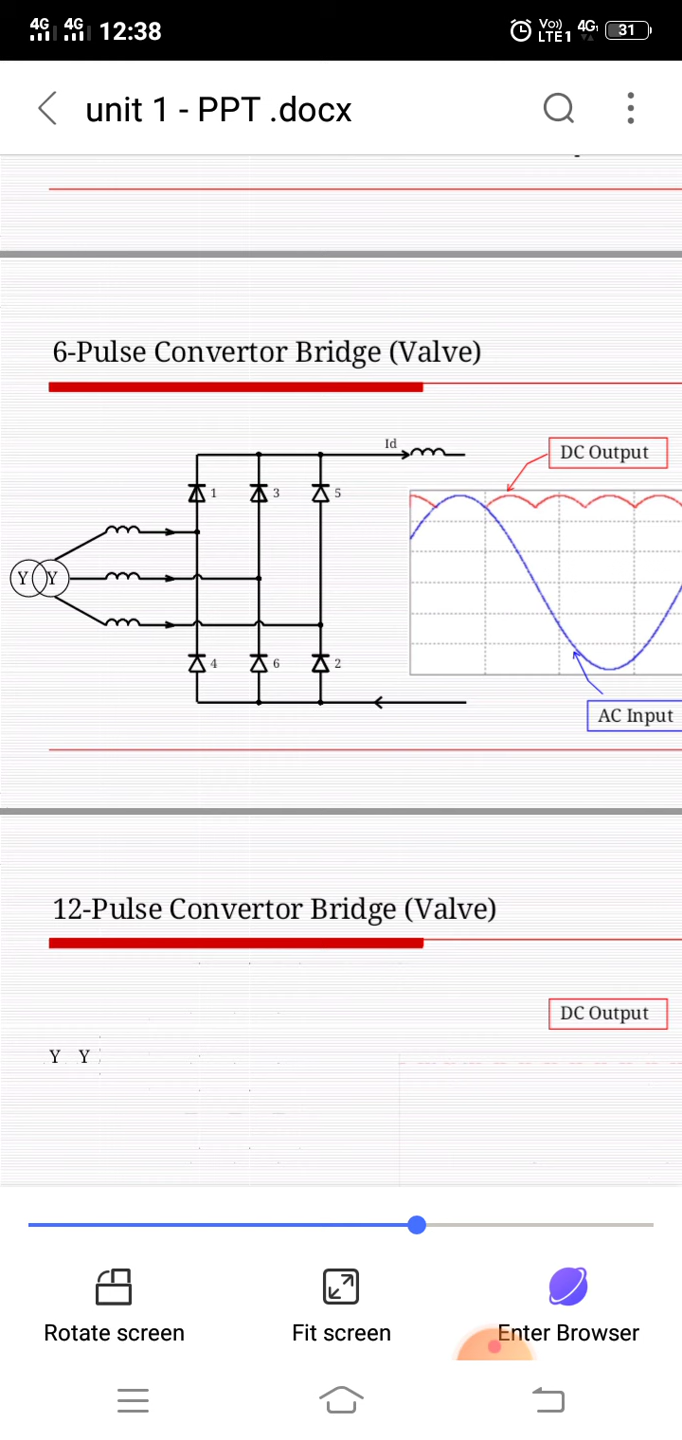 4G 4G 12:38 Vo)) LTE1 4G 31
unit 1 - PPT .docx
6-Pulse Convertor Bridge (Valve)
Id
DC Output
1 3 5
Y Y
4 6 2
AC Input
12-Pulse Convertor Bridge (Valve)
DC Output
Y Y
Rotate screen Fit screen Enter Browser